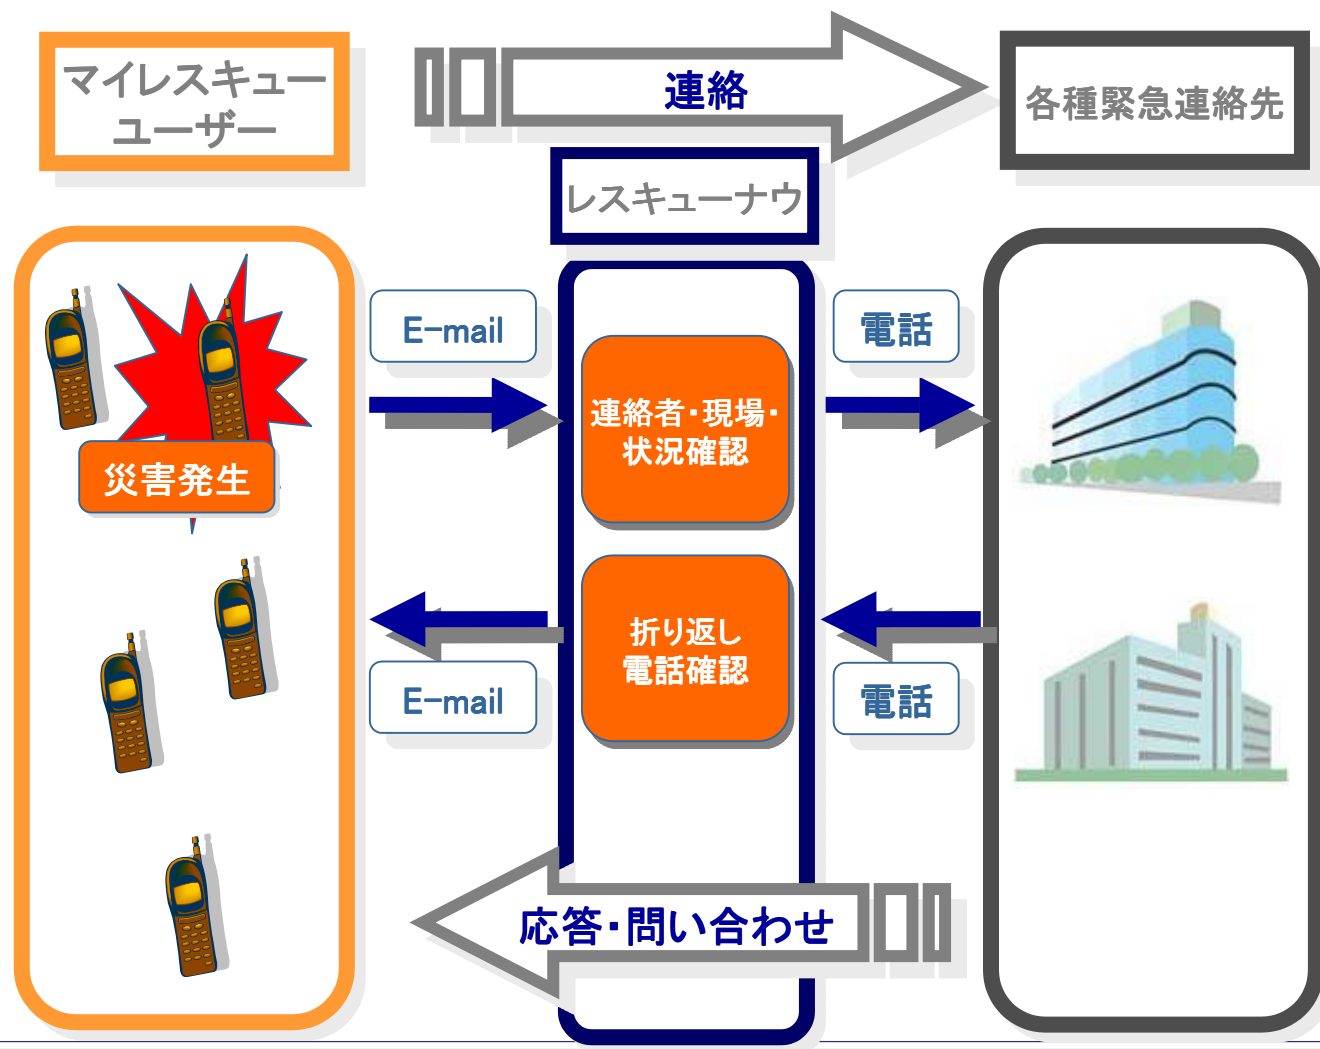 マイレスキュー
ユーザー
連絡
各種緊急連絡先
レスキューナウ
E-mail
電話
連絡者・現場・
状況確認
災害発生
折り返し
電話確認
E-mail
電話
応答・問い合わせ